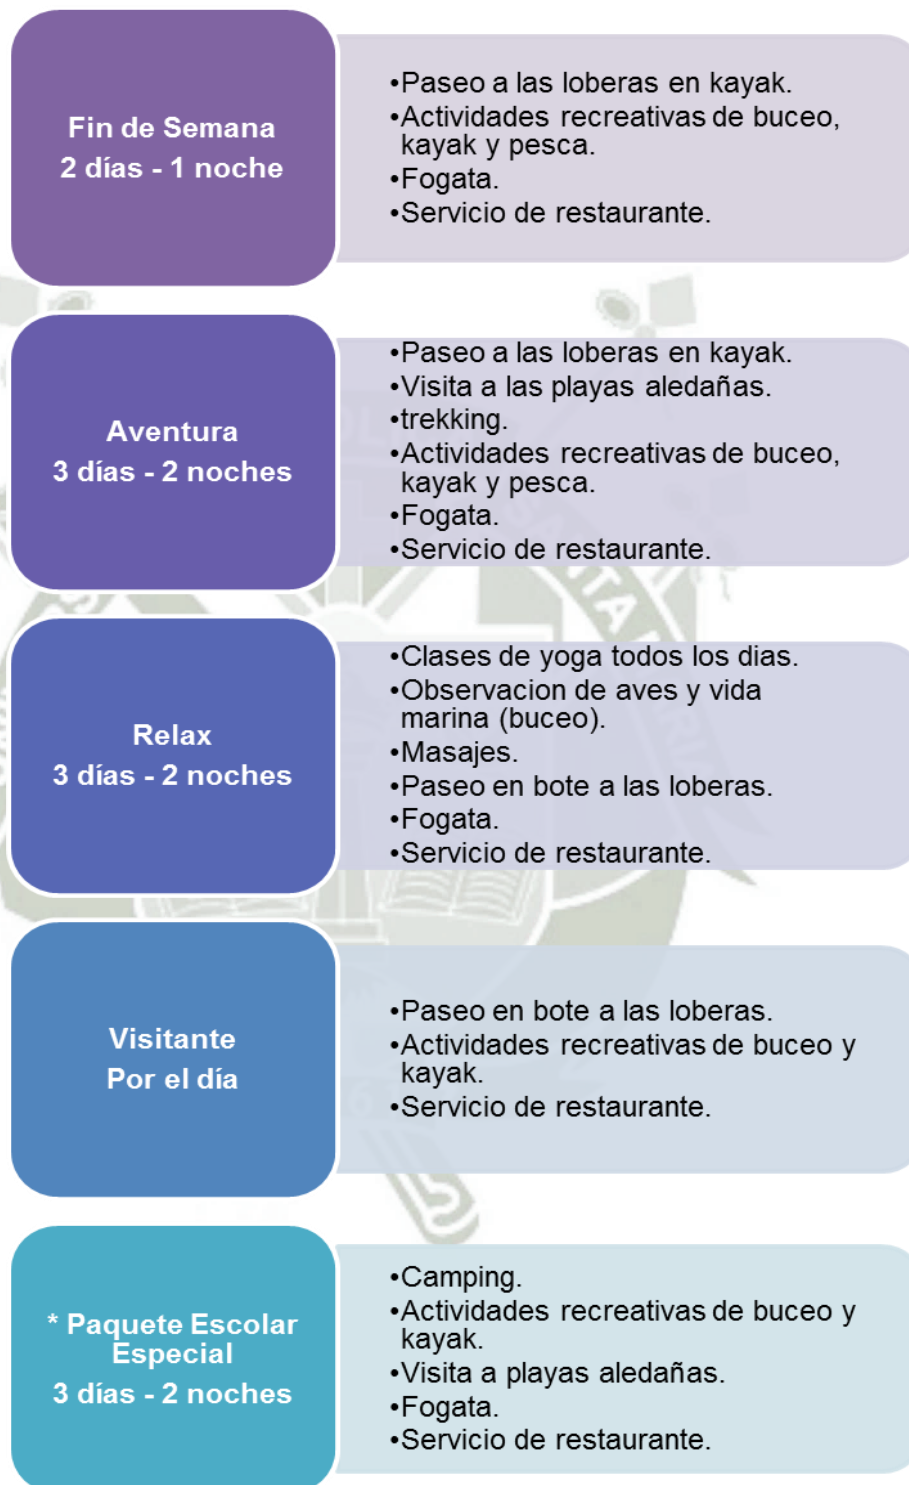 Fin de Semana
2 días - 1 noche
•Paseo a las loberas en kayak.
•Actividades recreativas de buceo,
kayak y pesca.
•Fogata.
•Servicio de restaurante.
Aventura
3 días - 2 noches
•Paseo a las loberas en kayak.
•Visita a las playas aledañas.
•trekking.
•Actividades recreativas de buceo,
kayak y pesca.
•Fogata.
•Servicio de restaurante.
Relax
3 días - 2 noches
•Clases de yoga todos los dias.
•Observacion de aves y vida
marina (buceo).
•Masajes.
•Paseo en bote a las loberas.
•Fogata.
•Servicio de restaurante.
Visitante
Por el día
•Paseo en bote a las loberas.
•Actividades recreativas de buceo y
kayak.
•Servicio de restaurante.
* Paquete Escolar
Especial
3 días - 2 noches
•Camping.
•Actividades recreativas de buceo y
kayak.
•Visita a playas aledañas.
•Fogata.
•Servicio de restaurante.